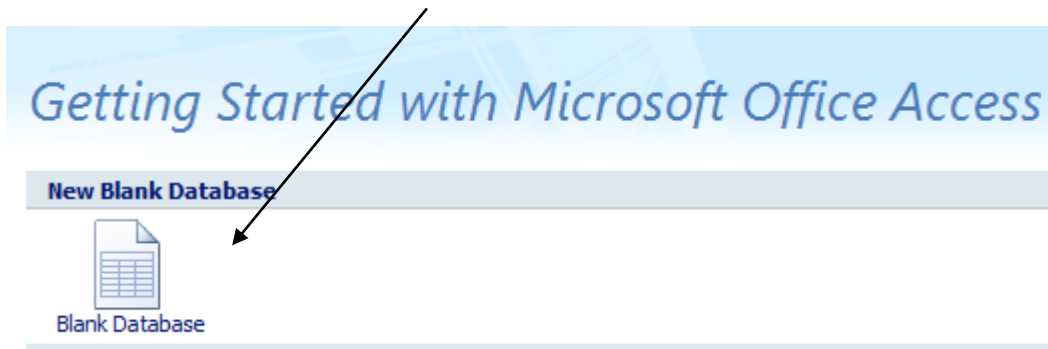 Getting Started with Microsoft Office Access
New Blank Database
Blank Database